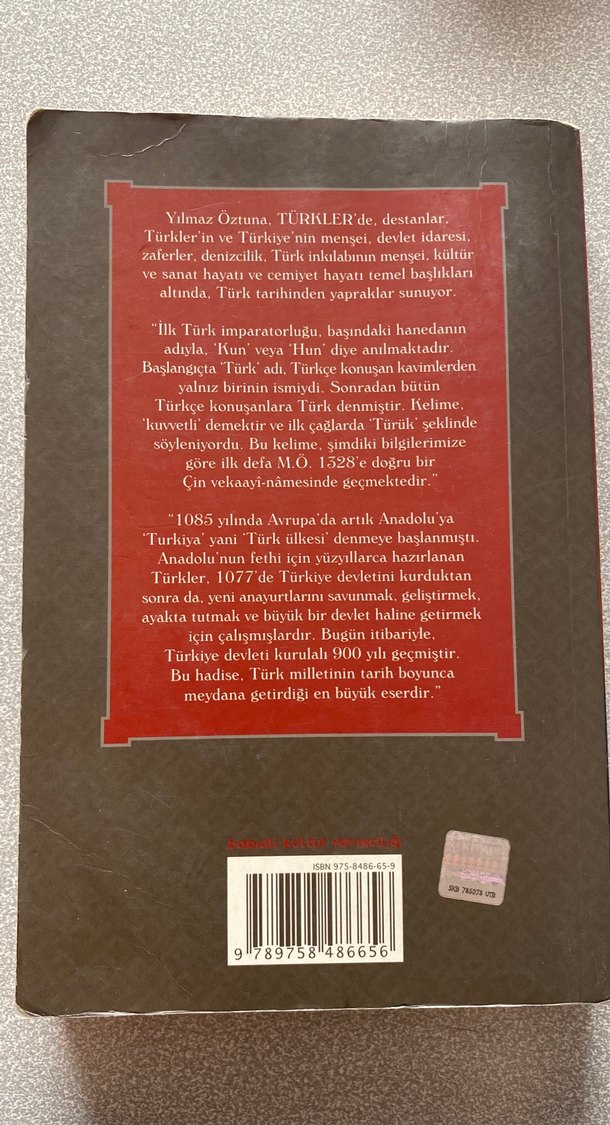 Yılmaz Öztuna, TÜRKLER'de, destanlar,
Türkler'in ve Türkiye'nin menşei, devlet idaresi,
zaferler, denizcilik, Türk inkılabının menşei, kültür
ve sanat hayatı ve cemiyet hayatı temel başlıkları
altında, Türk tarihinden yapraklar sunuyor.
"İlk Türk imparatorluğu, başındaki hanedanın
adıyla, 'Kun' veya 'Hun' diye anılmaktadır.
Başlangıçta 'Türk' adı, Türkçe konuşan kavimlerden
yalnız birinin ismiydi. Sonradan bütün
Türkçe konuşanlara Türk denmiştir. Kelime,
'kuvvetli' demektir ve ilk çağlarda 'Türük' şeklinde
söyleniyordu. Bu kelime, şimdiki bilgilerimize
göre ilk defa M.Ö. 1328'e doğru bir
Çin vekaayî-nâmesinde geçmektedir."
"1085 yılında Avrupa'da artık Anadolu'ya
'Turkiya' yani 'Türk ülkesi' denmeye başlanmıştı.
Anadolu'nun fethi için yüzyıllarca hazırlanan
Türkler, 1077'de Türkiye devletini kurduktan
sonra da, yeni anayurtlarını savunmak, geliştirmek,
ayakta tutmak ve büyük bir devlet haline getirmek
için çalışmışlardır. Bugün itibariyle,
Türkiye devleti kurulalı 900 yılı geçmiştir.
Bu hadise, Türk milletinin tarih boyunca
meydana getirdiği en büyük eserdir."
babıali kültür yayıncılığı
ISBN 975-8486-65-9
9 789758 486656
SKB 785075 UTB